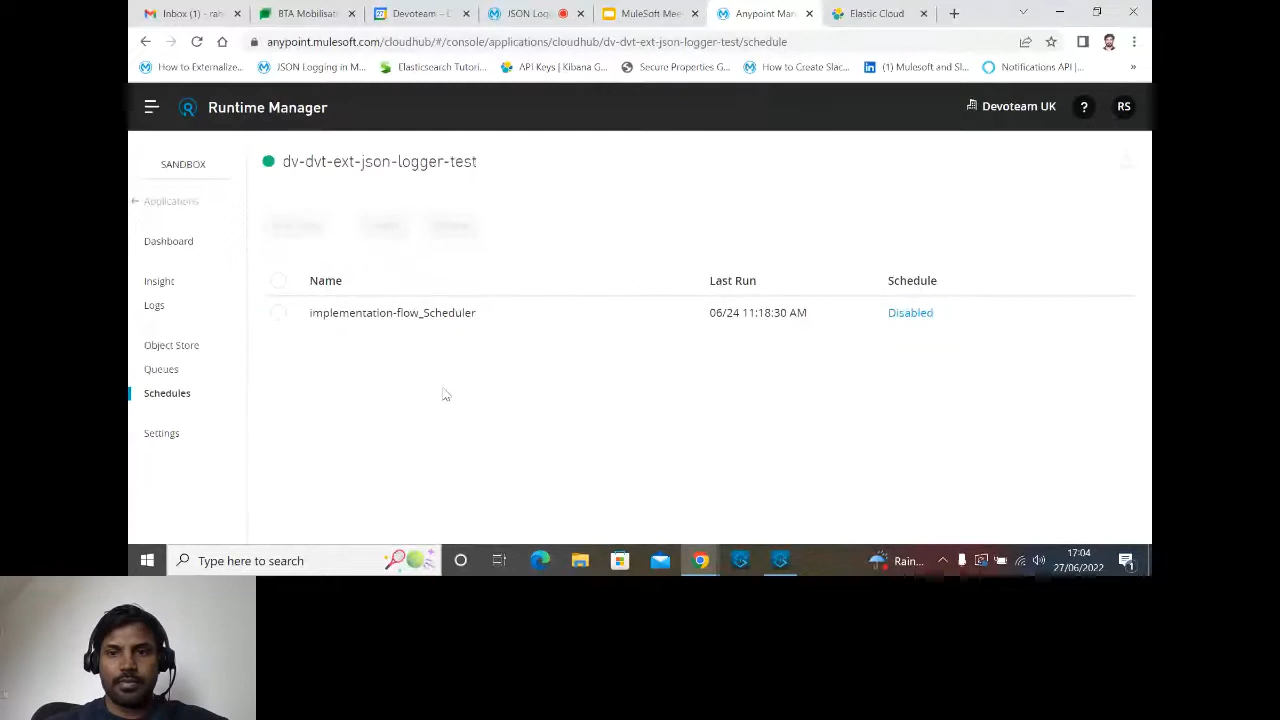 Inbox (1) - rab
BTA Mobilisati
Devoteam – D
JSON Log
MuleSoft Mee
Anypoint Man
Elastic Cloud
anypoint.mulesoft.com/cloudhub/#/console/applications/cloudhub/dv-dvt-ext-json-logger-test/schedule
How to Externalize...
JSON Logging in M...
Elasticsearch Tutori...
API Keys | Kibana G...
Secure Properties G...
How to Create Slac...
(1) Mulesoft and Sl...
Notifications API |...
»
Runtime Manager
Devoteam UK
?
RS
SANDBOX
dv-dvt-ext-json-logger-test
Applications
Dashboard
Insight
Logs
Object Store
Queues
Schedules
Settings
Name Last Run Schedule
implementation-flow_Scheduler 06/24 11:18:30 AM Disabled
Type here to search
Rain...
17:04
27/06/2022
1